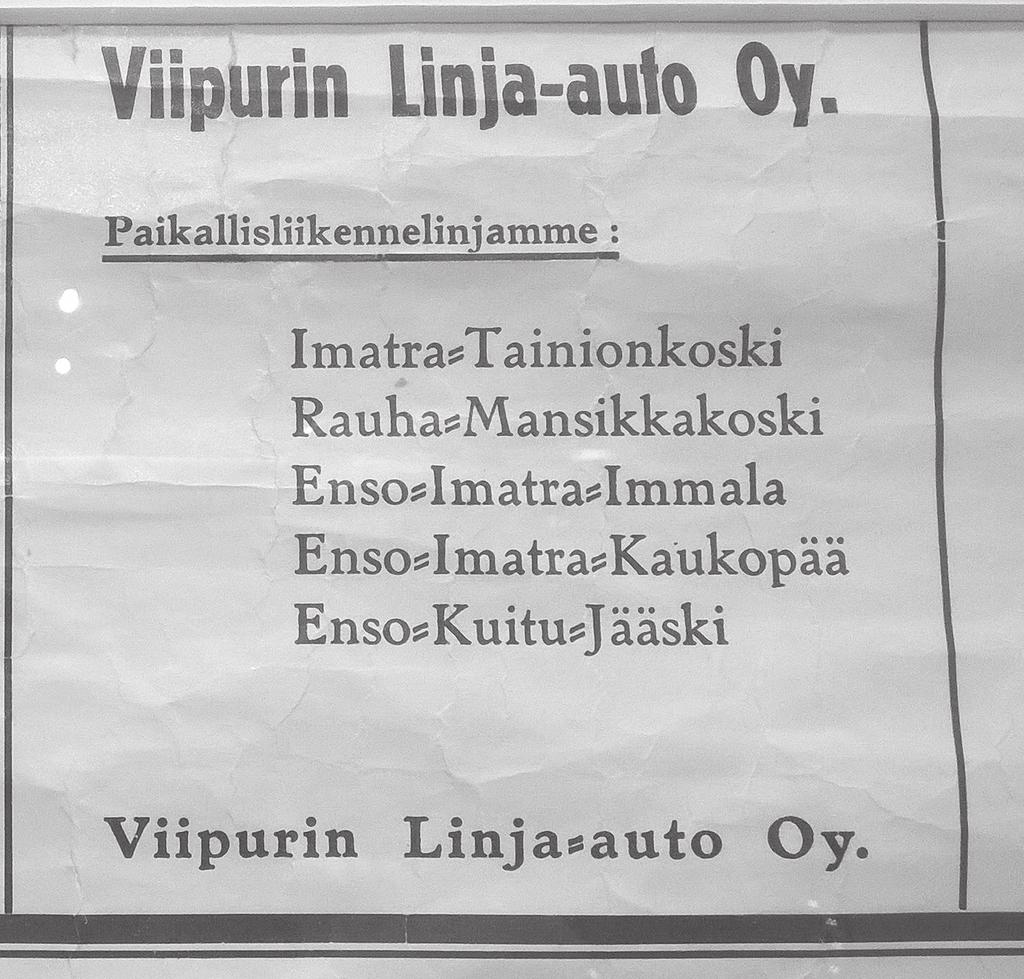 Viipurin Linja-auto Oy.
Paikallisliikennelinjamme :
Imatra-Tainionkoski
Rauha-Mansikkakoski
Enso-Imatra-Immala
Enso-Imatra-Kaukopää
Enso-Kuitu-Jääski
Viipurin Linja-auto Oy.